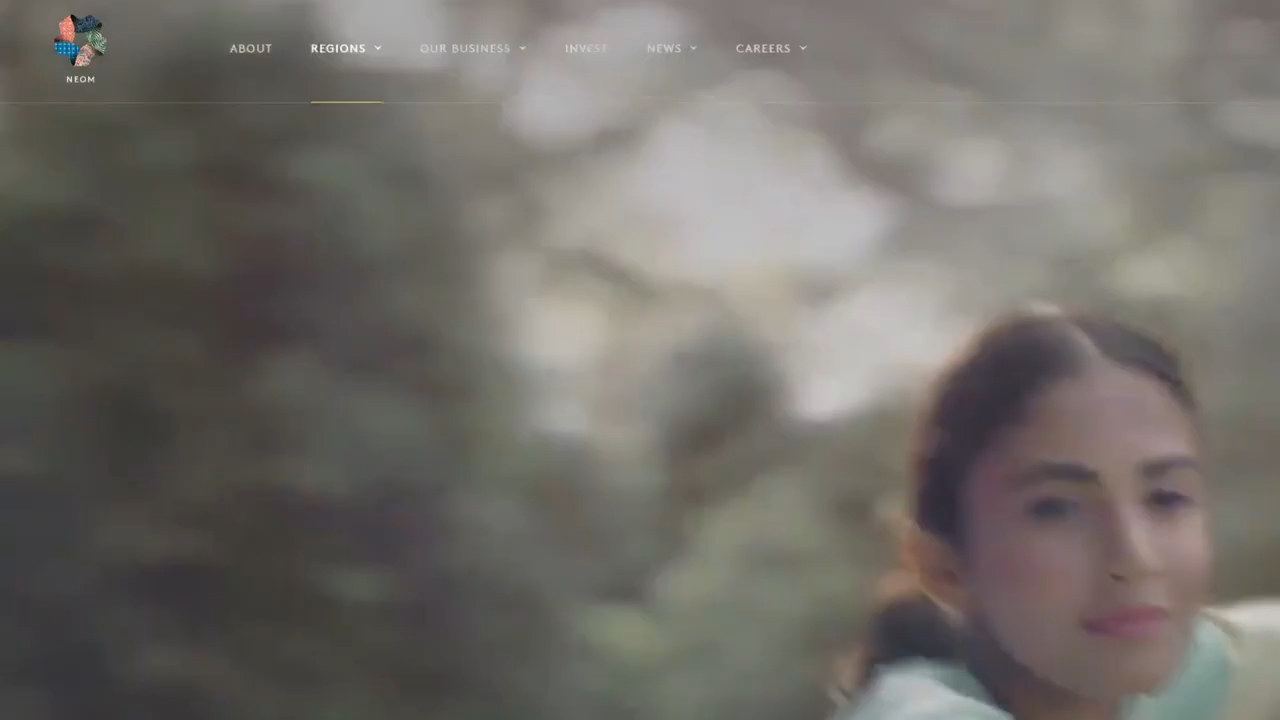 NEOM
ABOUT
REGIONS
OUR BUSINESS
INVEST
NEWS
CAREERS